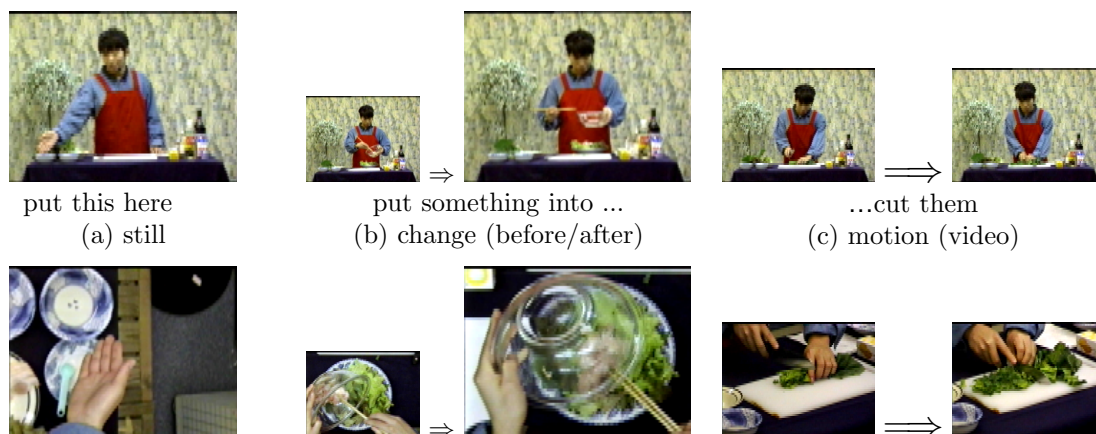 ⇒
⇒
put this here
put something into ...
...cut them
(a) still
(b) change (before/after)
(c) motion (video)
⇒
⇒